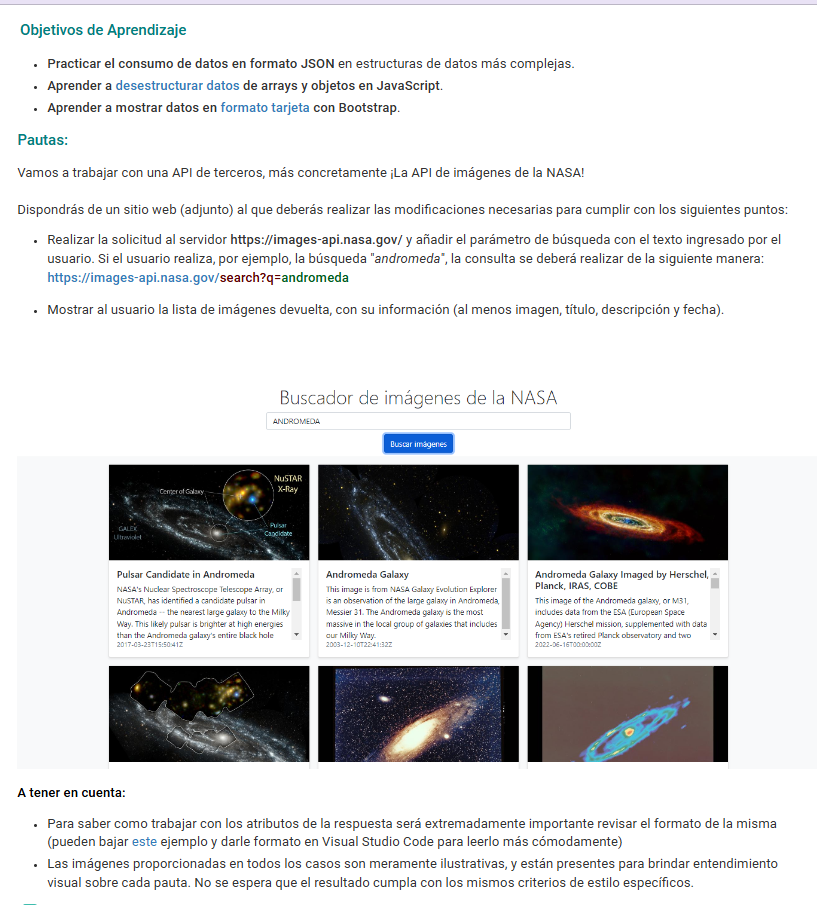 Objetivos de Aprendizaje
Practicar el consumo de datos en formato JSON en estructuras de datos más complejas.
Aprender a desestructurar datos de arrays y objetos en JavaScript.
Aprender a mostrar datos en formato tarjeta con Bootstrap.
Pautas:
Vamos a trabajar con una API de terceros, más concretamente ¡La API de imágenes de la NASA!
Dispondrás de un sitio web (adjunto) al que deberás realizar las modificaciones necesarias para cumplir con los siguientes puntos:
Realizar la solicitud al servidor https://images-api.nasa.gov/ y añadir el parámetro de búsqueda con el texto ingresado por el
usuario. Si el usuario realiza, por ejemplo, la búsqueda "andromeda", la consulta se deberá realizar de la siguiente manera:
https://images-api.nasa.gov/search?q=andromeda
Mostrar al usuario la lista de imágenes devuelta, con su información (al menos imagen, título, descripción y fecha).
Buscador de imágenes de la NASA
ANDROMEDA
Buscar imágenes
Center of Galaxy
NuSTAR
X-Ray
GALEX
Ultraviolet
Pulsar
Candidate
Pulsar Candidate in Andromeda
NASA's Nuclear Spectroscope Telescope Array, or
NuSTAR, has identified a candidate pulsar in
Andromeda -- the nearest large galaxy to the Milky
Way. This likely pulsar is brighter at high energies
than the Andromeda galaxy's entire black hole
2017-03-23T15:50:41Z
Andromeda Galaxy
This image is from NASA Galaxy Evolution Explorer
is an observation of the large galaxy in Andromeda,
Messier 31. The Andromeda galaxy is the most
massive in the local group of galaxies that includes
our Milky Way.
2003-12-10T22:41:32Z
Andromeda Galaxy Imaged by Herschel,
Planck, IRAS, COBE
This image of the Andromeda galaxy, or M31,
includes data from the ESA (European Space
Agency) Herschel mission, supplemented with data
from ESA's retired Planck observatory and two
2022-06-16T00:00:00Z
A tener en cuenta:
Para saber como trabajar con los atributos de la respuesta será extremadamente importante revisar el formato de la misma
(pueden bajar este ejemplo y darle formato en Visual Studio Code para leerlo más cómodamente)
Las imágenes proporcionadas en todos los casos son meramente ilustrativas, y están presentes para brindar entendimiento
visual sobre cada pauta. No se espera que el resultado cumpla con los mismos criterios de estilo específicos.